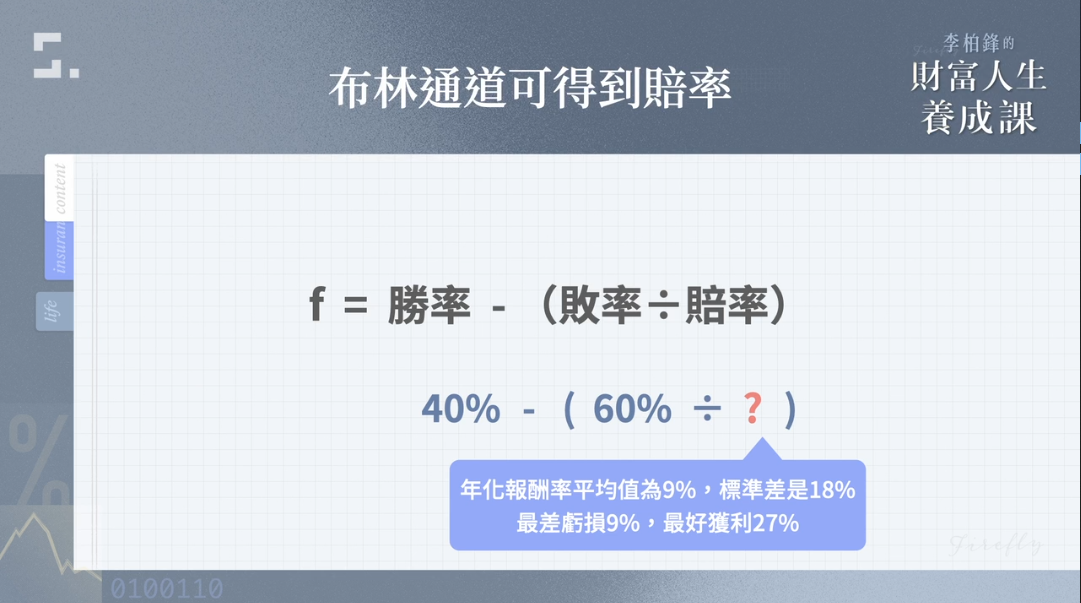 李柏鋒的
財富人生
養成課
布林通道可得到賠率
content
insuran
life
f = 勝率 - （敗率÷賠率）
40% - ( 60% ÷ ? )
年化報酬率平均值為9%，標準差是18%
最差虧損9%，最好獲利27%
Firefly
%
%
0100110